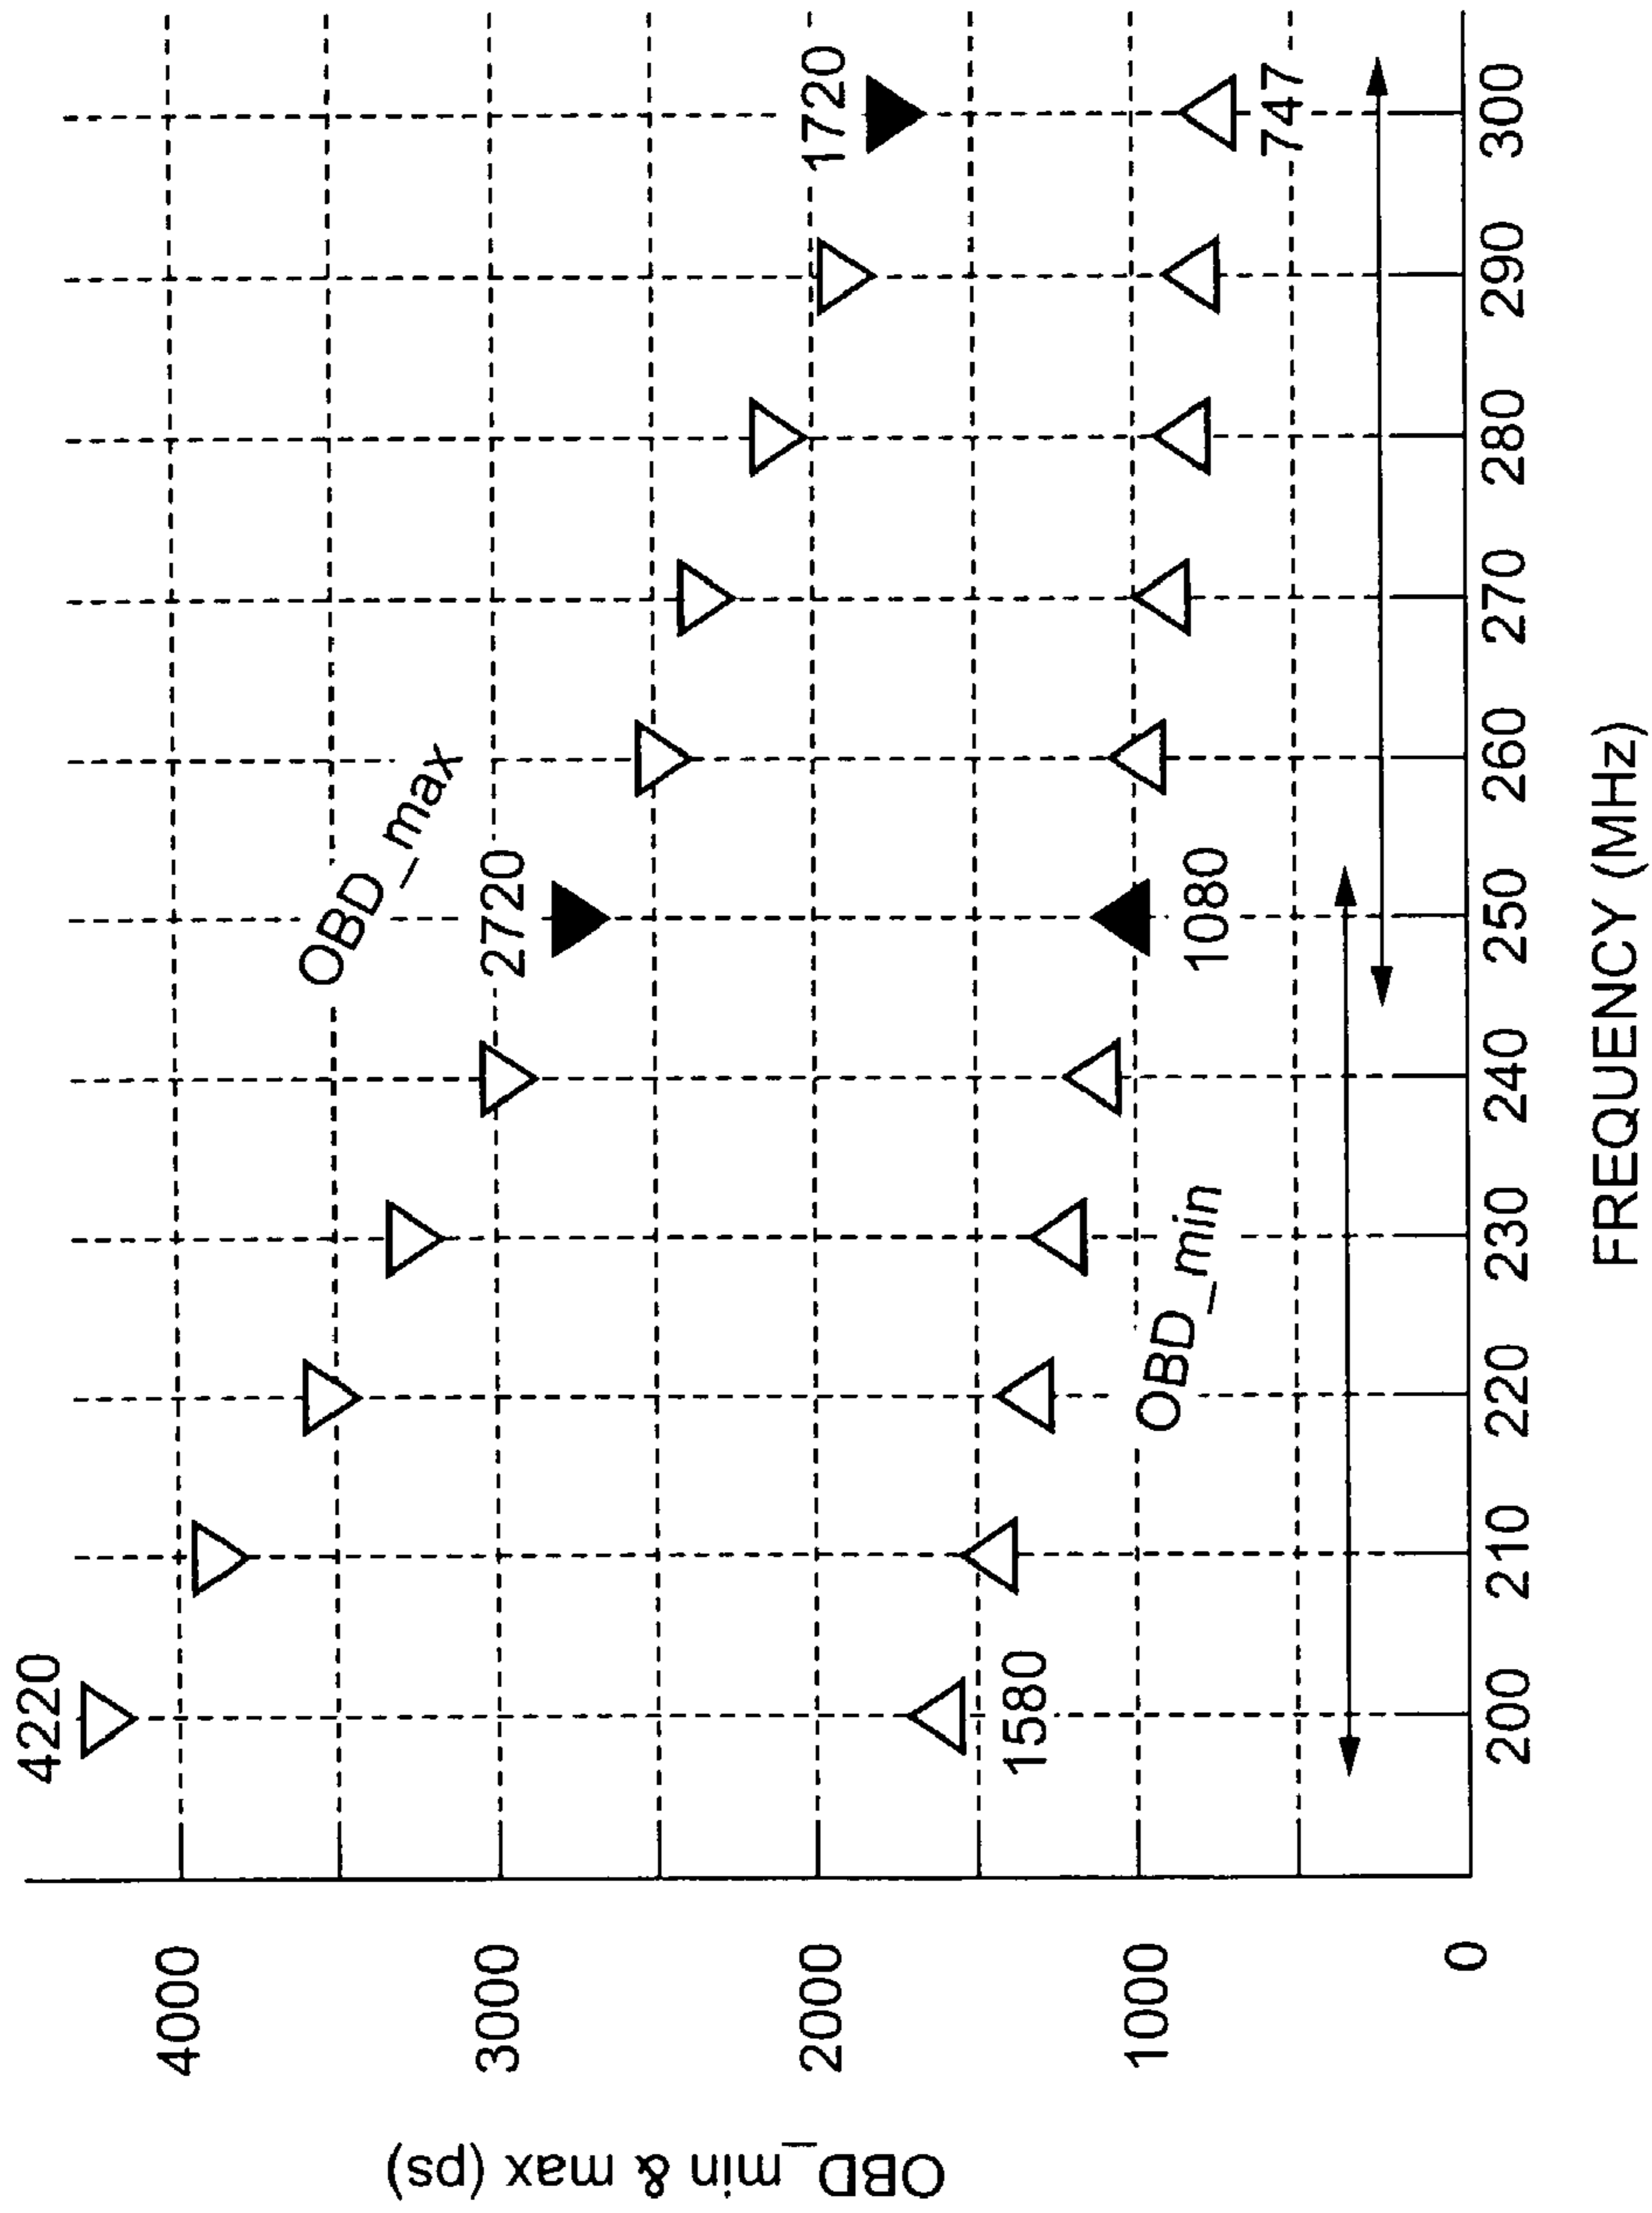 OBD_min & max (ps)
4000
3000
2000
1000
0
4220
OBD_max
2720
1720
1580
OBD_min
1080
747
200 210 220 230 240 250 260 270 280 290 300
FREQUENCY (MHz)